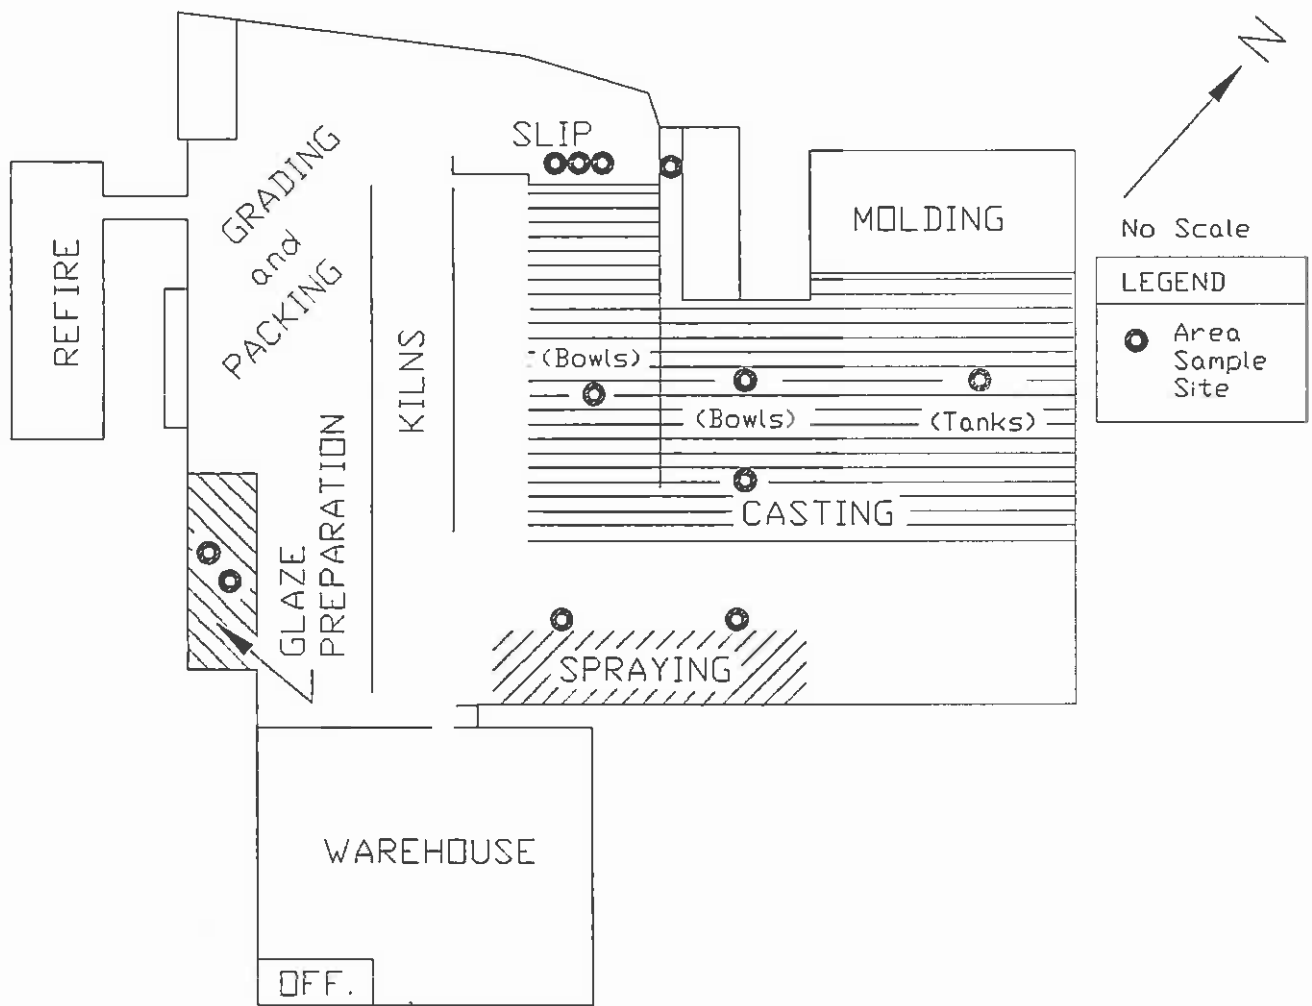 N
SLIP
GRADING
and
PACKING
REFIRE
KILNS
MOLDING
No Scale
LEGEND
Area
Sample
Site
(Bowls)
(Bowls)
(Tanks)
CASTING
GLAZE
PREPARATION
SPRAYING
WAREHOUSE
OFF.